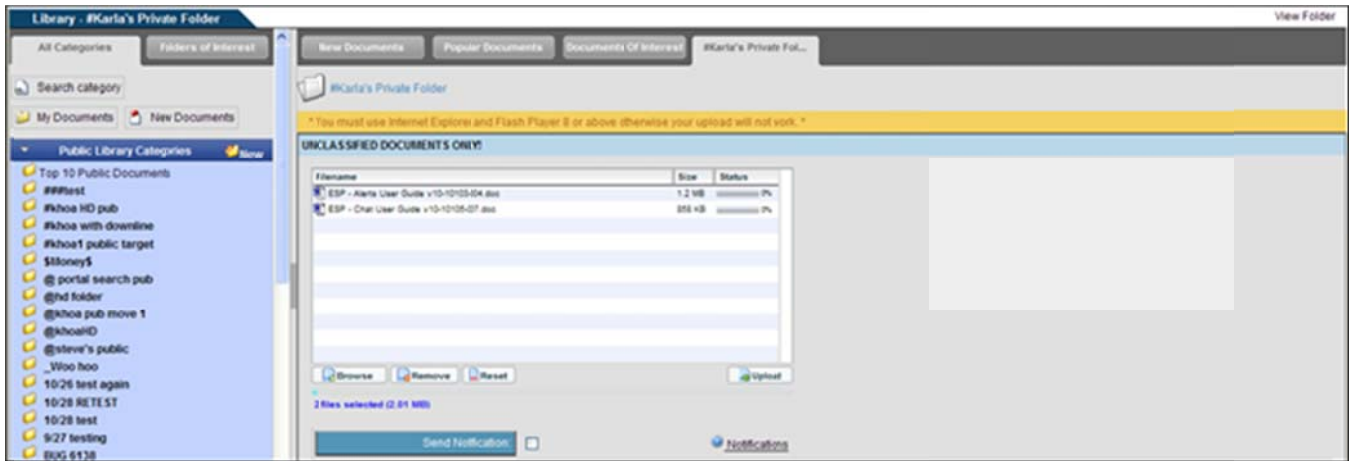 Library - #Karla's Private Folder
View Folder
All Categories
Folders of Interest
New Documents
Popular Documents
Documents Of Interest
#Karla's Private Fol...
Search category
#Karla's Private Folder
My Documents
New Documents
* You must use Internet Explorer and Flash Player 8 or above otherwise your upload will not work. *
Public Library Categories
New
UNCLASSIFIED DOCUMENTS ONLY!
Top 10 Public Documents
###test
#khoa HD pub
#khoa with downline
#khoa1 public target
$Money$
@ portal search pub
@hd folder
@khoa pub move 1
@khoaHD
@steve's public
_Woo hoo
10/26 test again
10/28 RETEST
10/28 test
9/27 testing
BUG 6138
Filename
Size
Status
ESP - Alerts User Guide v10-10103-I04.doc
1.2 MB
0%
ESP - Chat User Guide v10-10105-07.doc
858 KB
0%
Browse
Remove
Reset
Upload
2 files selected (2.01 MB)
Send Notification:
Notifications